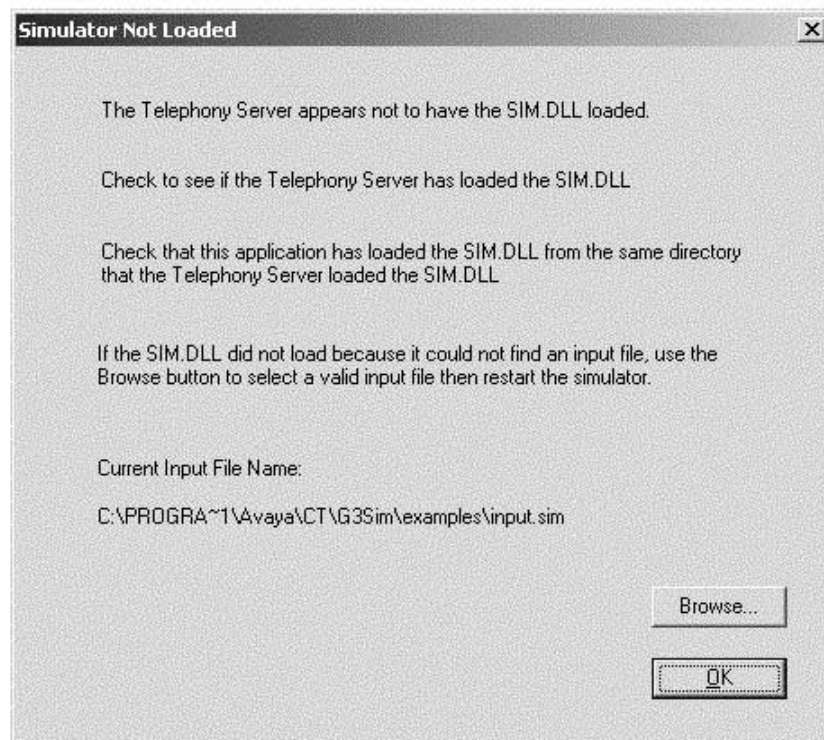 Simulator Not Loaded
The Telephony Server appears not to have the SIM.DLL loaded.
Check to see if the Telephony Server has loaded the SIM.DLL
Check that this application has loaded the SIM.DLL from the same directory
that the Telephony Server loaded the SIM.DLL
If the SIM.DLL did not load because it could not find an input file, use the
Browse button to select a valid input file then restart the simulator.
Current Input File Name:
C:\PROGRA~1\Avaya\CT\G3Sim\examples\input.sim
Browse...
OK